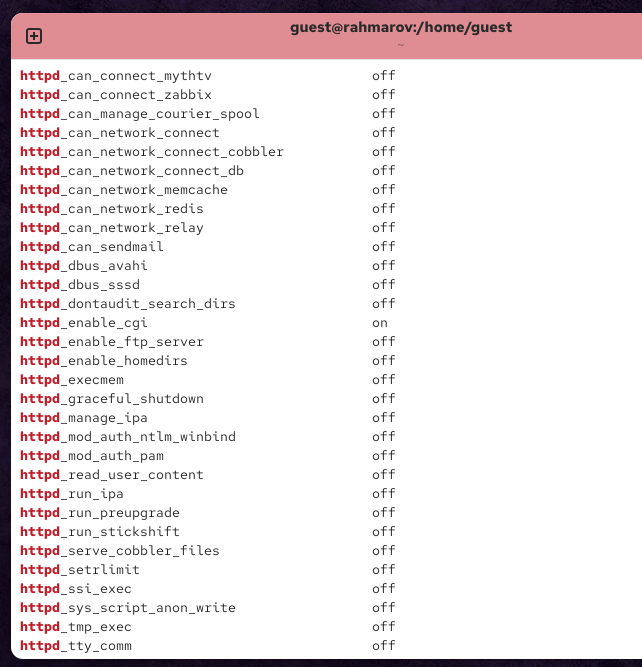 guest@rahmarov:/home/guest
~
httpd_can_connect_mythtv off
httpd_can_connect_zabbix off
httpd_can_manage_courier_spool off
httpd_can_network_connect off
httpd_can_network_connect_cobbler off
httpd_can_network_connect_db off
httpd_can_network_memcache off
httpd_can_network_redis off
httpd_can_network_relay off
httpd_can_sendmail off
httpd_dbus_avahi off
httpd_dbus_sssd off
httpd_dontaudit_search_dirs off
httpd_enable_cgi on
httpd_enable_ftp_server off
httpd_enable_homedirs off
httpd_execmem off
httpd_graceful_shutdown off
httpd_manage_ipa off
httpd_mod_auth_ntlm_winbind off
httpd_mod_auth_pam off
httpd_read_user_content off
httpd_run_ipa off
httpd_run_preupgrade off
httpd_run_stickshift off
httpd_serve_cobbler_files off
httpd_setrlimit off
httpd_ssi_exec off
httpd_sys_script_anon_write off
httpd_tmp_exec off
httpd_tty_comm off